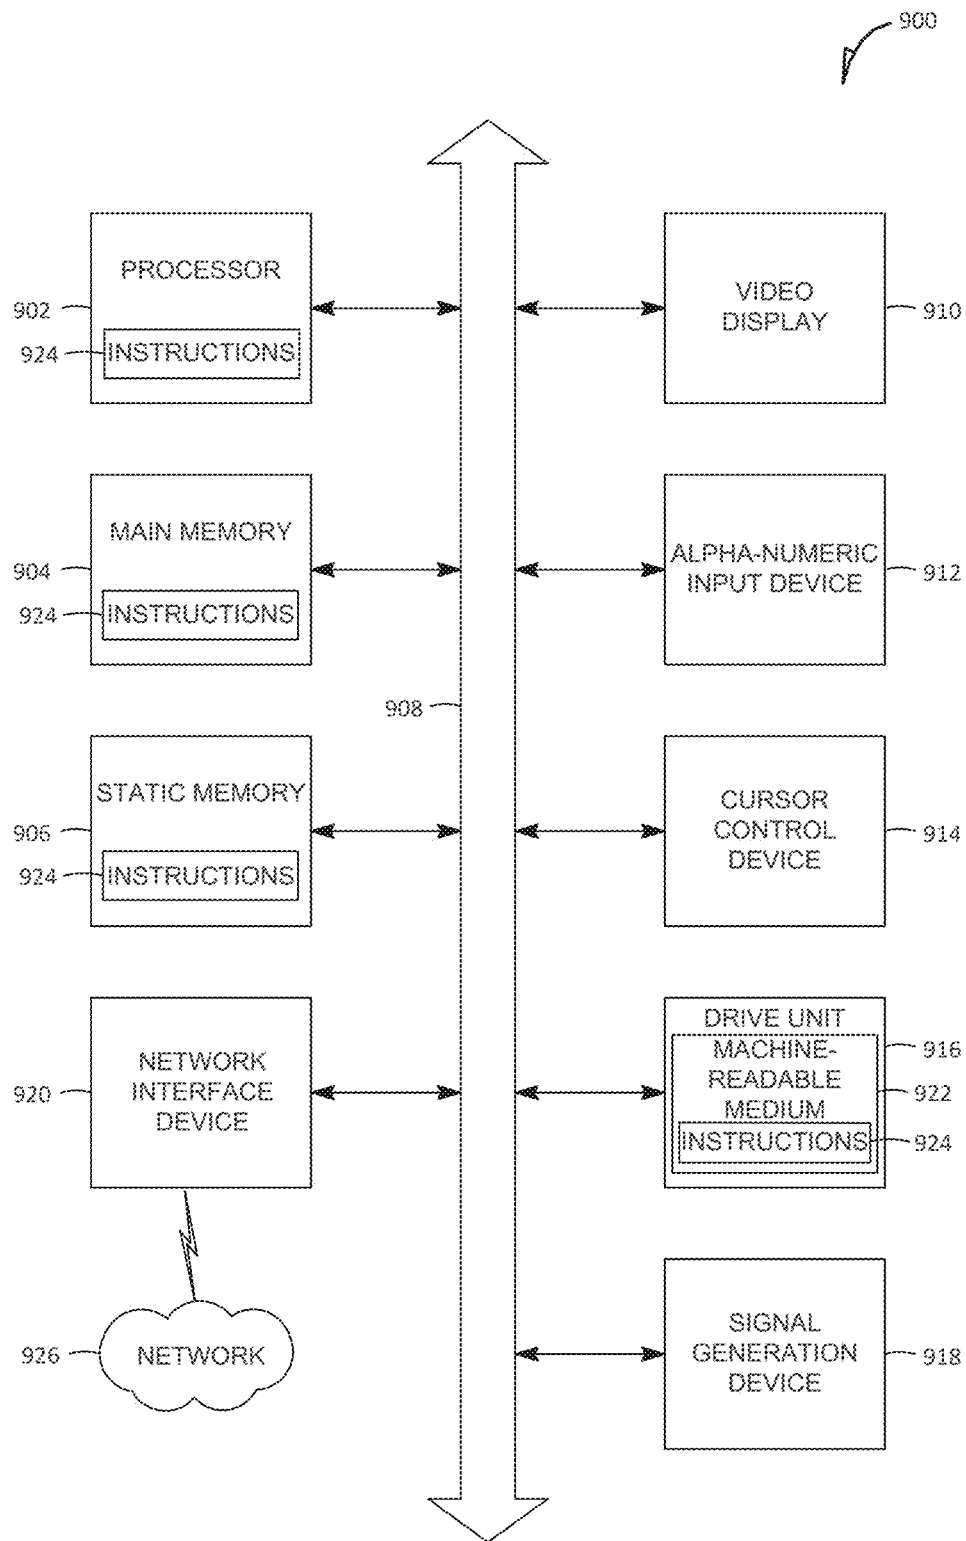 900
PROCESSOR
902
924
INSTRUCTIONS
VIDEO
DISPLAY
910
MAIN MEMORY
904
924
INSTRUCTIONS
ALPHA-NUMERIC
INPUT DEVICE
912
908
STATIC MEMORY
906
924
INSTRUCTIONS
CURSOR
CONTROL
DEVICE
914
NETWORK
INTERFACE
DEVICE
920
DRIVE UNIT
916
MACHINE-
READABLE
MEDIUM
922
INSTRUCTIONS
924
926
NETWORK
SIGNAL
GENERATION
DEVICE
918